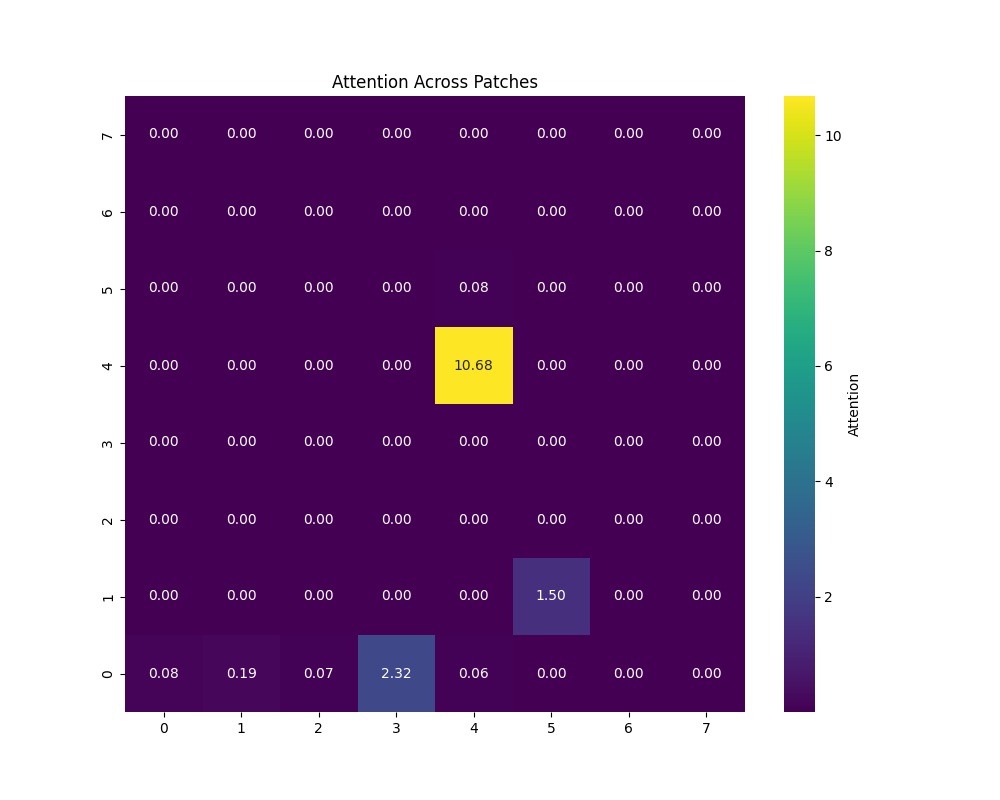 Attention Across Patches
7 0.00 0.00 0.00 0.00 0.00 0.00 0.00 0.00
6 0.00 0.00 0.00 0.00 0.00 0.00 0.00 0.00
5 0.00 0.00 0.00 0.00 0.08 0.00 0.00 0.00
4 0.00 0.00 0.00 0.00 10.68 0.00 0.00 0.00
3 0.00 0.00 0.00 0.00 0.00 0.00 0.00 0.00
2 0.00 0.00 0.00 0.00 0.00 0.00 0.00 0.00
1 0.00 0.00 0.00 0.00 0.00 1.50 0.00 0.00
0 0.08 0.19 0.07 2.32 0.06 0.00 0.00 0.00
0 1 2 3 4 5 6 7
10
8
6
4
2
Attention